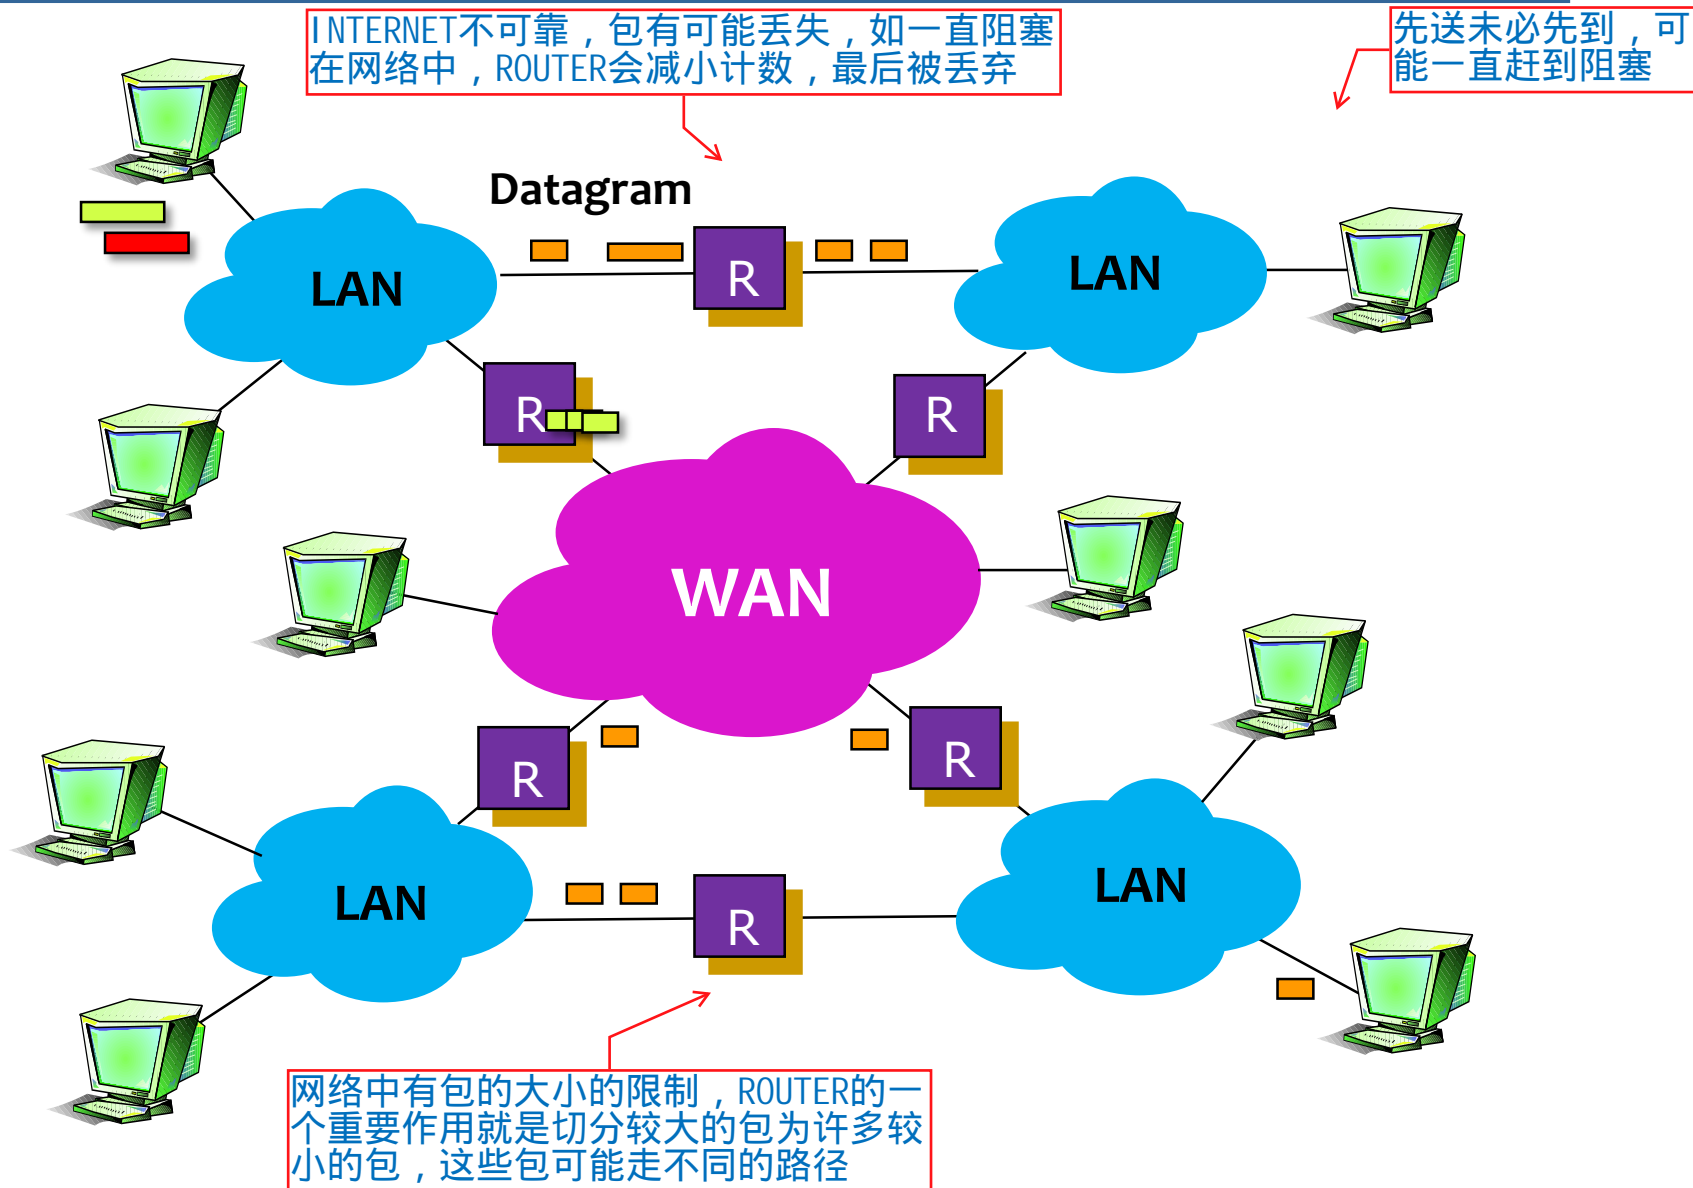 INTERNET不可靠，包有可能丢失，如一直阻塞
在网络中，ROUTER会减小计数，最后被丢弃
先送未必先到，可
能一直赶到阻塞
Datagram
LAN
R
LAN
R
R
WAN
R
R
LAN
R
LAN
网络中有包的大小的限制，ROUTER的一
个重要作用就是切分较大的包为许多较
小的包，这些包可能走不同的路径